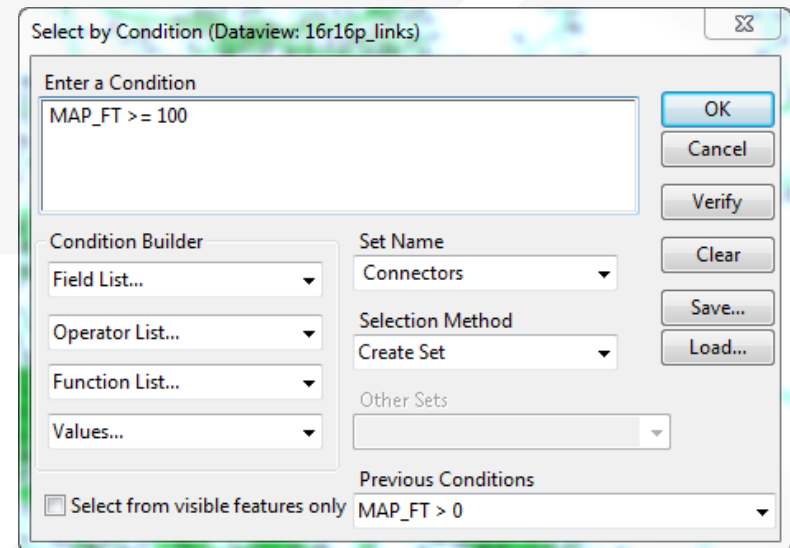 Select by Condition (Dataview: 16r16p_links)
Enter a Condition
MAP_FT >= 100
OK
Cancel
Verify
Clear
Save...
Load...
Condition Builder
Field List...
Operator List...
Function List...
Values...
Set Name
Connectors
Selection Method
Create Set
Other Sets
Previous Conditions
Select from visible features only
MAP_FT > 0